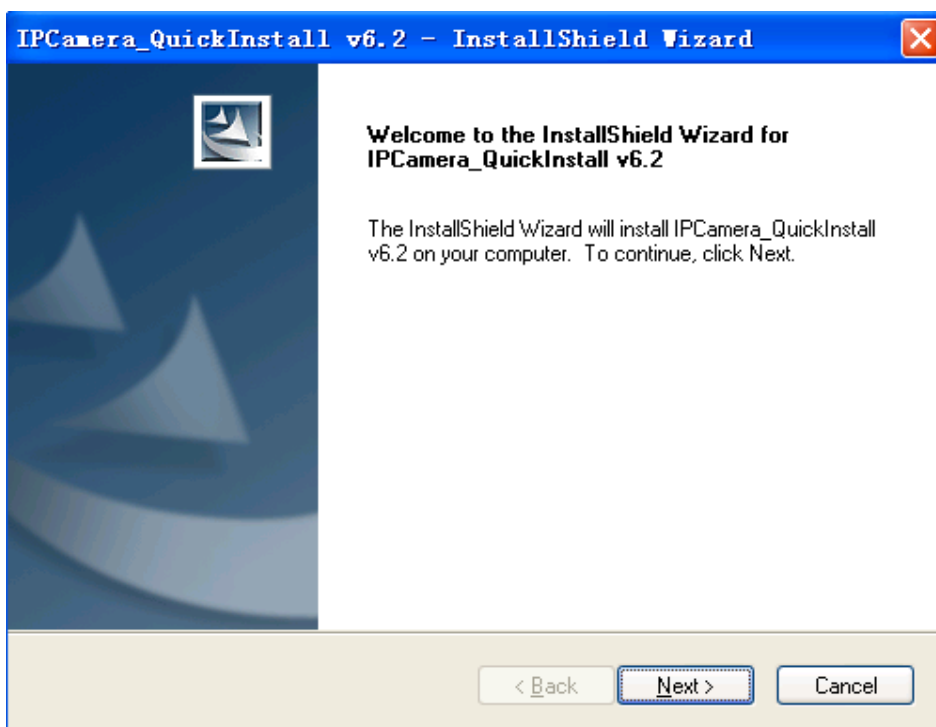 IPCamera_QuickInstall v6.2 - InstallShield Wizard
Welcome to the InstallShield Wizard for
IPCamera_QuickInstall v6.2
The InstallShield Wizard will install IPCamera_QuickInstall
v6.2 on your computer. To continue, click Next.
< Back Next > Cancel